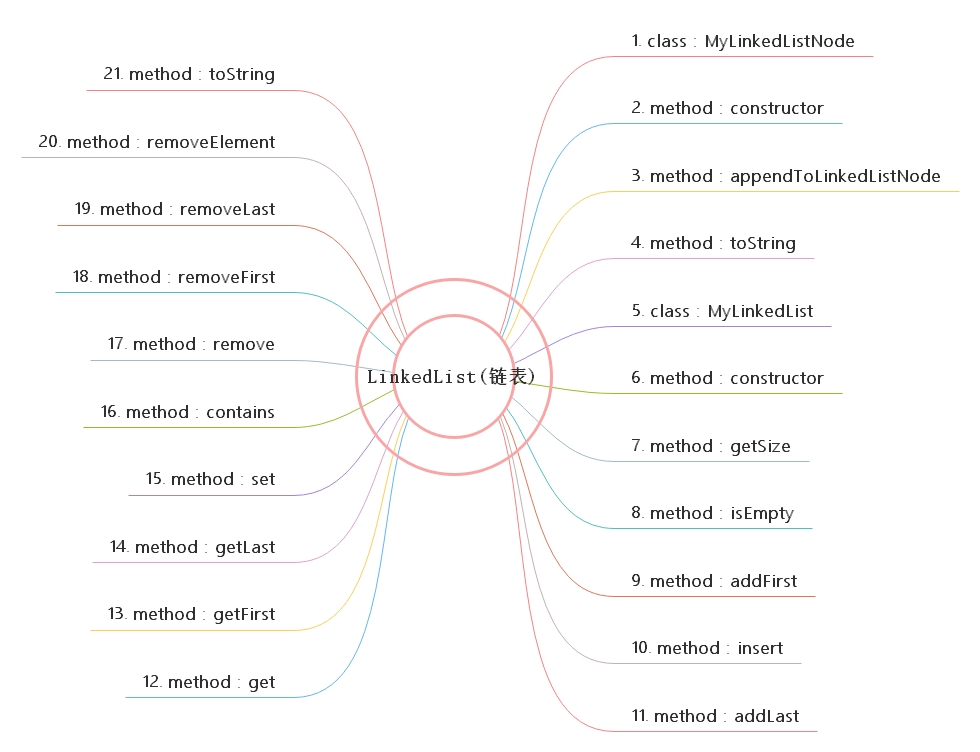 LinkedList(链表)
1. class : MyLinkedListNode
2. method : constructor
3. method : appendToLinkedListNode
4. method : toString
5. class : MyLinkedList
6. method : constructor
7. method : getSize
8. method : isEmpty
9. method : addFirst
10. method : insert
11. method : addLast
12. method : get
13. method : getFirst
14. method : getLast
15. method : set
16. method : contains
17. method : remove
18. method : removeFirst
19. method : removeLast
20. method : removeElement
21. method : toString